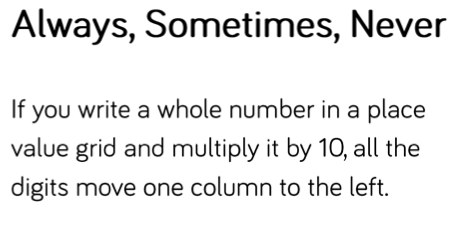 Always, Sometimes, Never
If you write a whole number in a place
value grid and multiply it by 10, all the
digits move one column to the left.